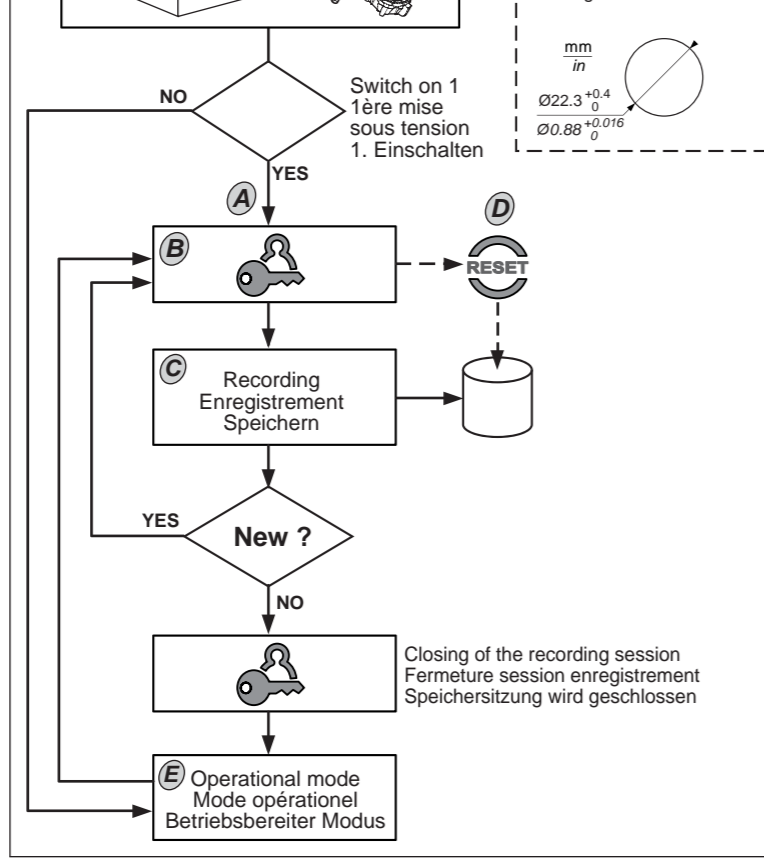 mm
in
Ø22.3 +0.4 0
Ø0.88 +0.016 0
NO
Switch on 1
1ère mise
sous tension
1. Einschalten
YES
A
B
D
RESET
C
Recording
Enregistrement
Speichern
YES
New ?
NO
Closing of the recording session
Fermeture session enregistrement
Speichersitzung wird geschlossen
E
Operational mode
Mode opérationel
Betriebsbereiter Modus